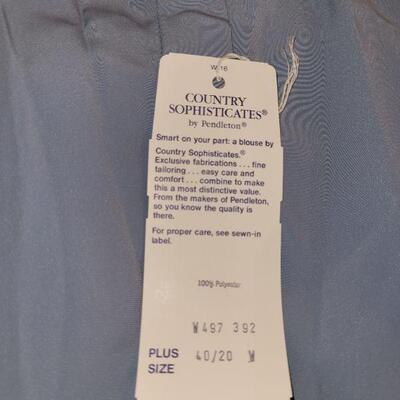 W-16
COUNTRY
SOPHISTICATES®
by Pendleton®
Smart on your part: a blouse by
Country Sophisticates.®
Exclusive fabrications . . . fine
tailoring . . . easy care and
comfort . . . combine to make
this a most distinctive value.
From the makers of Pendleton,
so you know the quality is
there.
For proper care, see sewn-in
label.
100% Polyester
W497 392
PLUS 40/20 W
SIZE